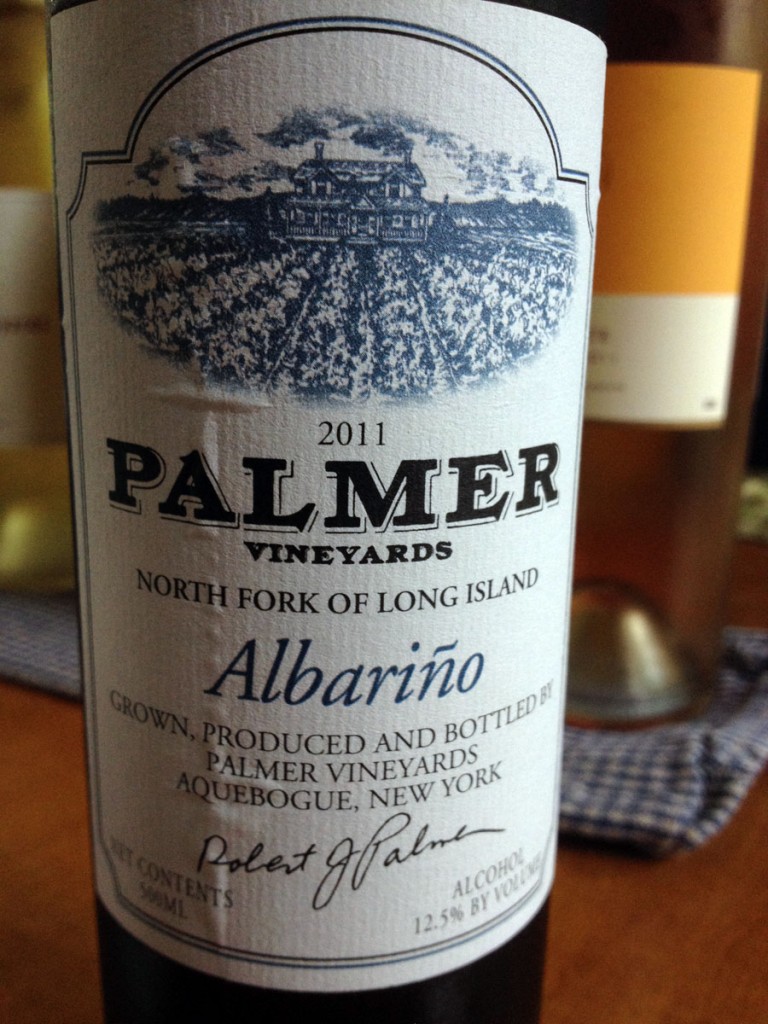 2011
PALMER
VINEYARDS
NORTH FORK OF LONG ISLAND
Albariño
GROWN, PRODUCED AND BOTTLED BY
PALMER VINEYARDS
AQUEBOGUE, NEW YORK
Robert J Palmer
NET CONTENTS
500ML
ALCOHOL
12.5% BY VOLUME